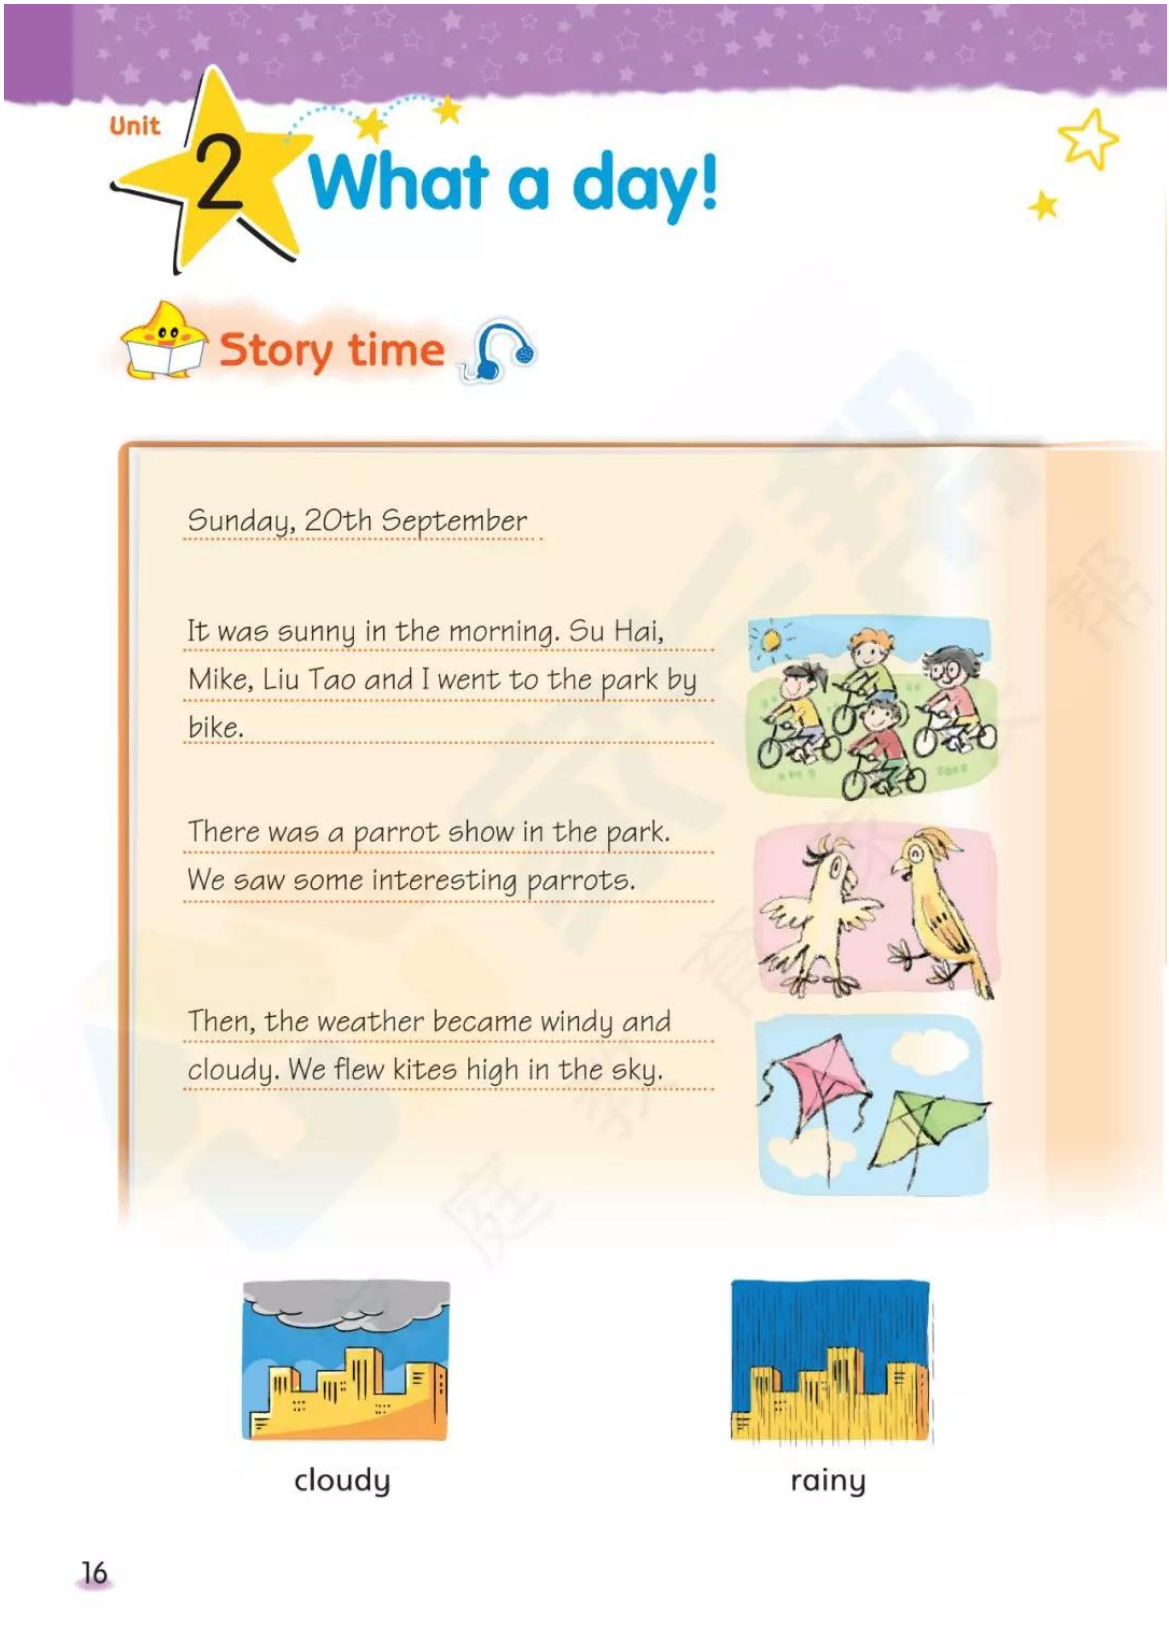 Unit
2
What a day!
Story time
Sunday, 20th September
It was sunny in the morning. Su Hai,
Mike, Liu Tao and I went to the park by
bike.
There was a parrot show in the park.
We saw some interesting parrots.
Then, the weather became windy and
cloudy. We flew kites high in the sky.
cloudy
rainy
16